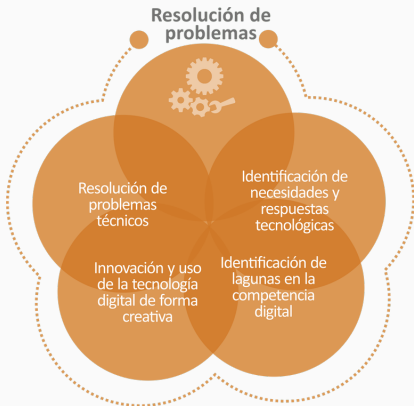 Resolución de
problemas
Resolución de
problemas
técnicos
Identificación de
necesidades y
respuestas
tecnológicas
Innovación y uso
de la tecnología
digital de forma
creativa
Identificación de
lagunas en la
competencia
digital